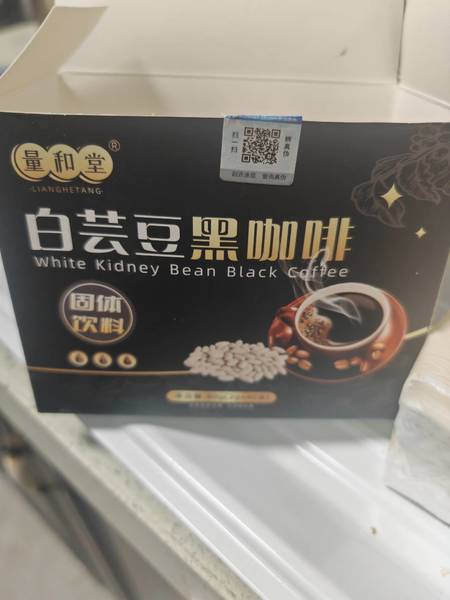 量和堂®
·LIANGHETANG·
扫一扫
辨真伪
白芸豆黑咖啡
White Kidney Bean Black Coffee
固体
饮料